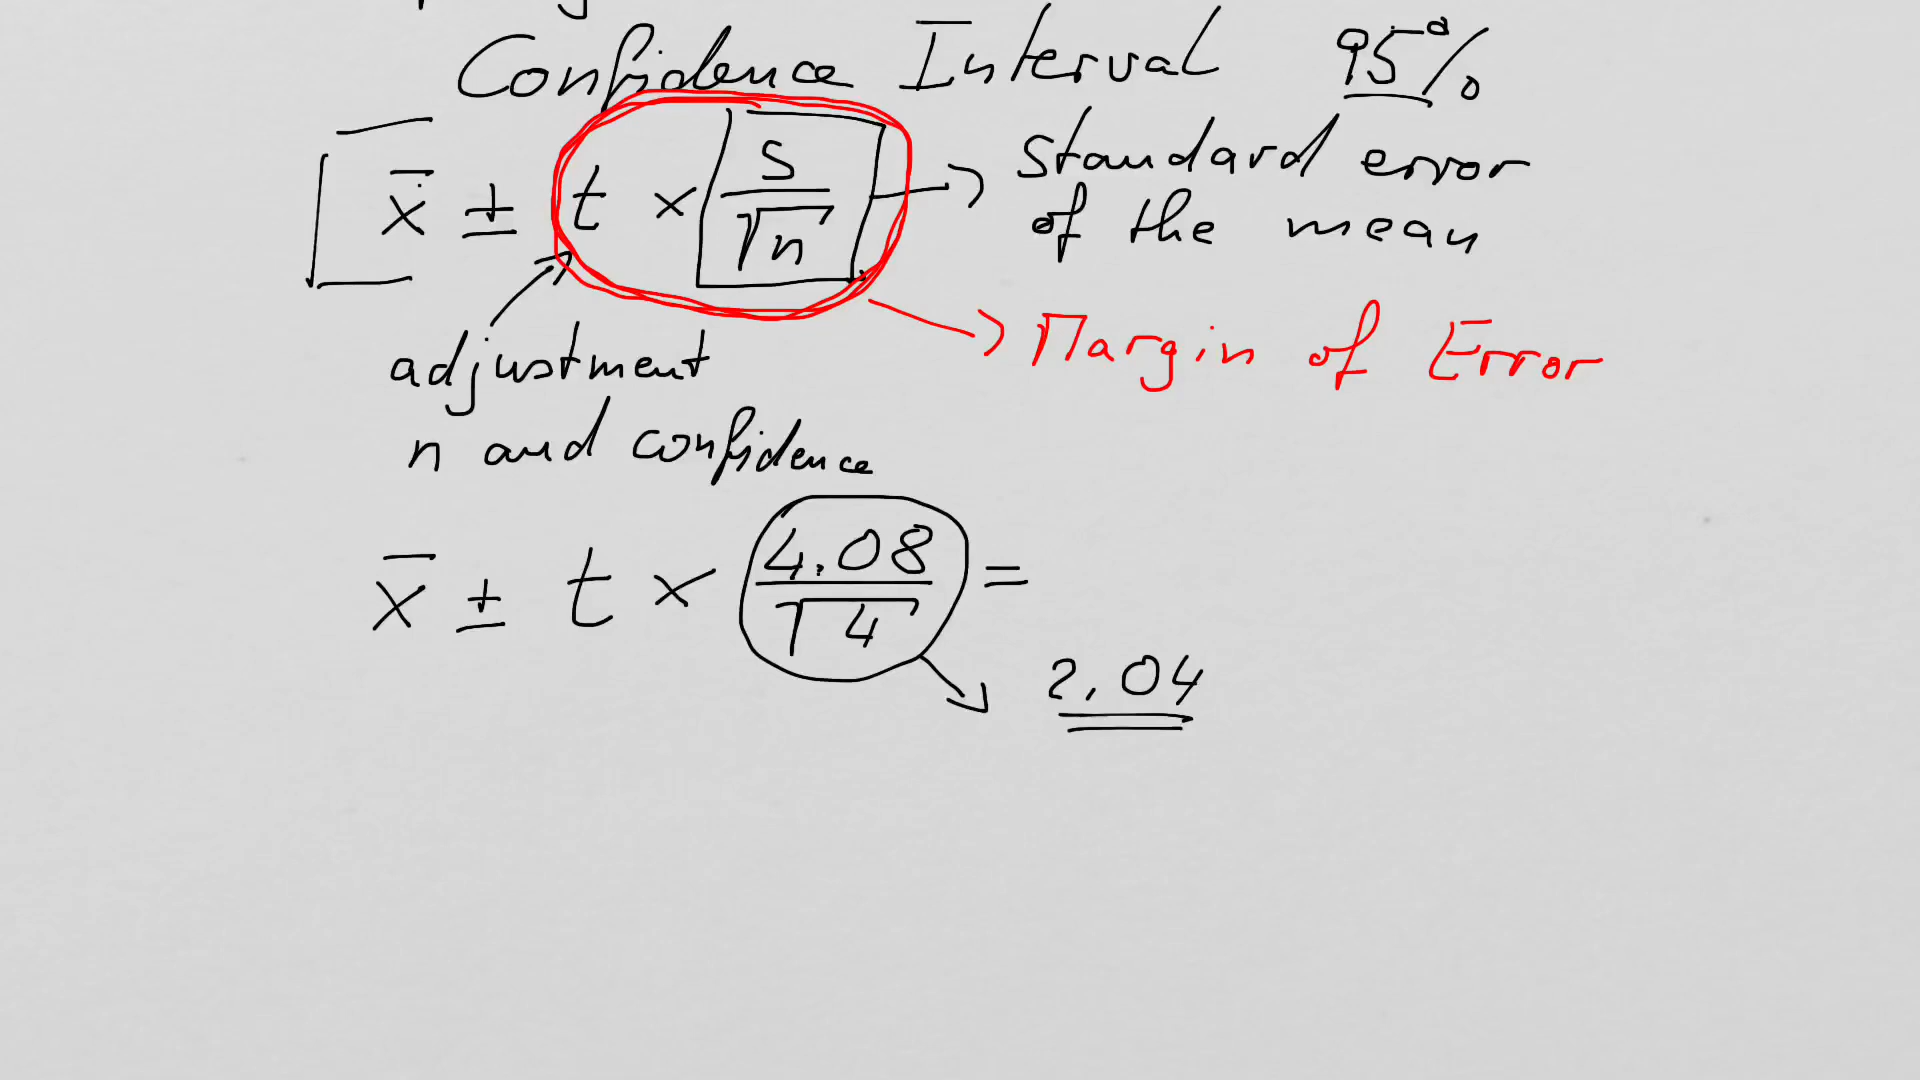 Confidence Interval 95%
x̄ ± t × s/√n → Standard error
of the mean
→ Margin of Error
adjustment
n and confidence
x̄ ± t × 4.08/√4 =
2.04